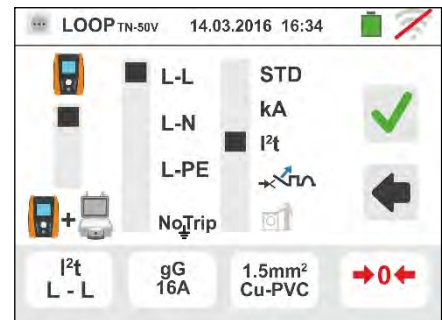 LOOP TN-50V 14.03.2016 16:34
L-L STD
L-N kA
I²t
L-PE
NoTrip
I²t gG 1.5mm² →0←
L - L 16A Cu-PVC